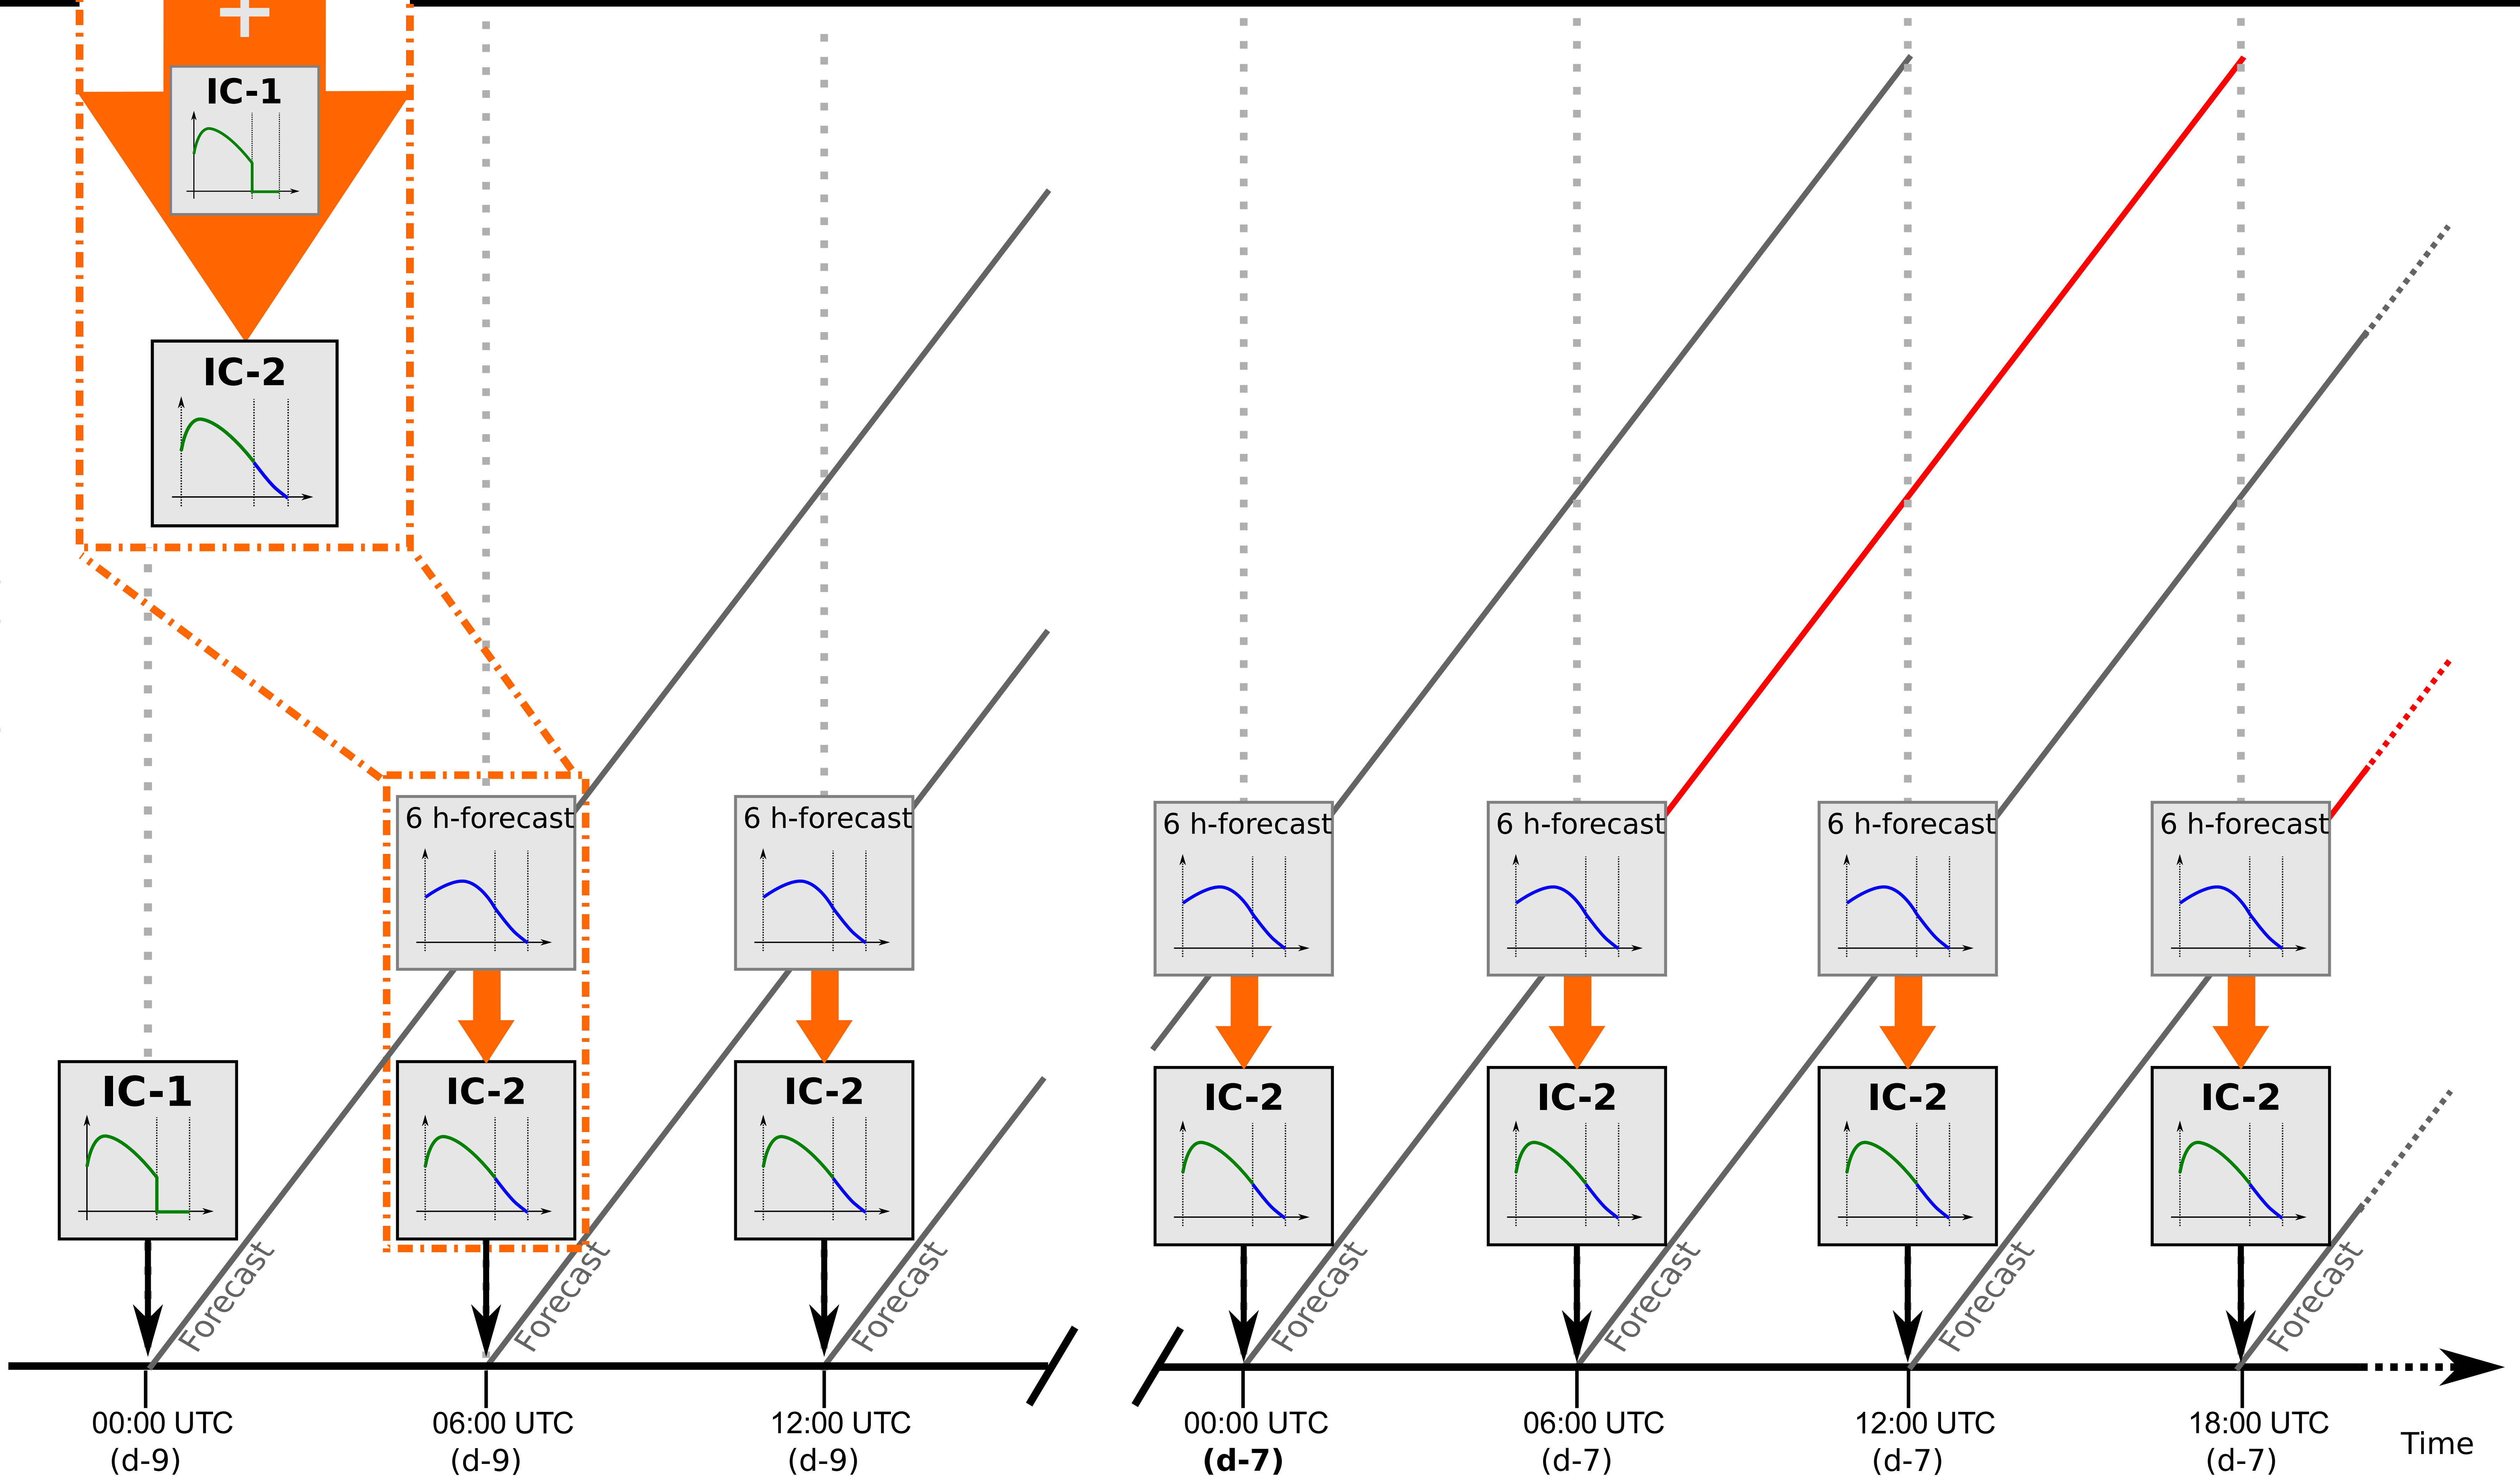 +
IC-1
IC-2
6 h-forecast
6 h-forecast
6 h-forecast
6 h-forecast
6 h-forecast
6 h-forecast
IC-1
IC-2
IC-2
IC-2
IC-2
IC-2
IC-2
Forecast
Forecast
Forecast
Forecast
Forecast
Forecast
Forecast
00:00 UTC
(d-9)
06:00 UTC
(d-9)
12:00 UTC
(d-9)
00:00 UTC
(d-7)
06:00 UTC
(d-7)
12:00 UTC
(d-7)
18:00 UTC
(d-7)
Time